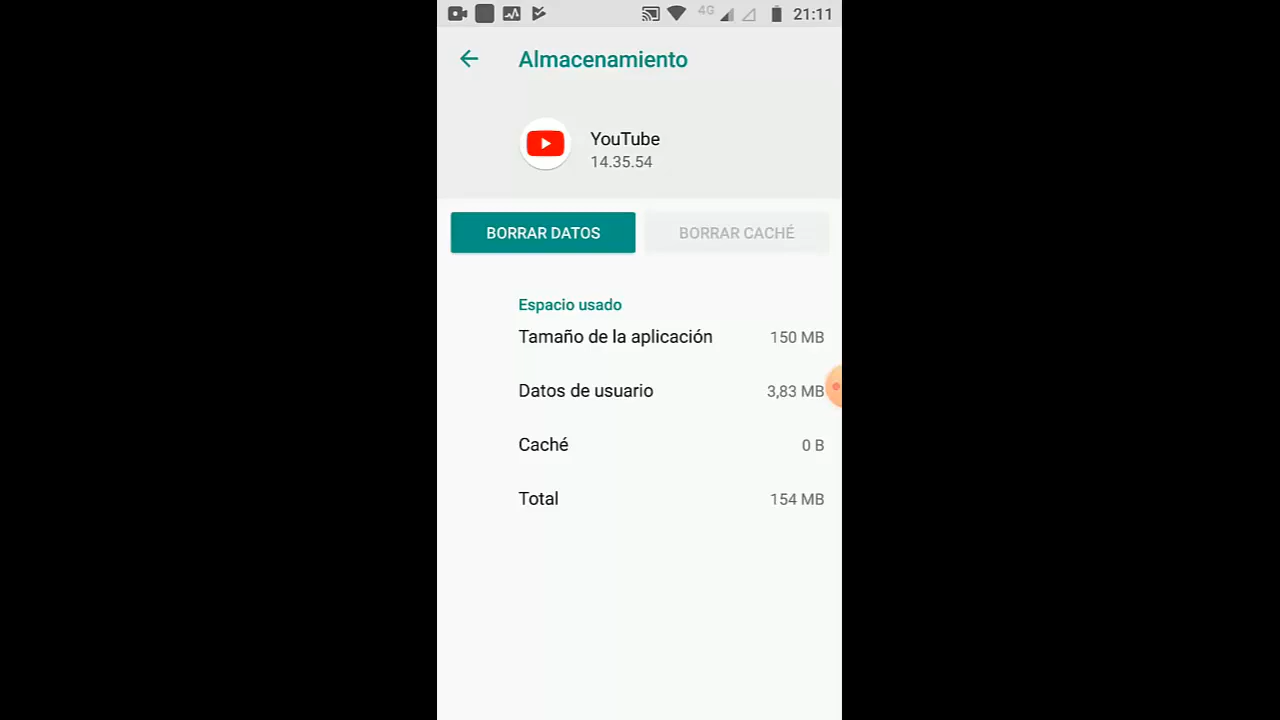 4G 21:11
Almacenamiento
YouTube
14.35.54
BORRAR DATOS BORRAR CACHÉ
Espacio usado
Tamaño de la aplicación 150 MB
Datos de usuario 3,83 MB
Caché 0 B
Total 154 MB